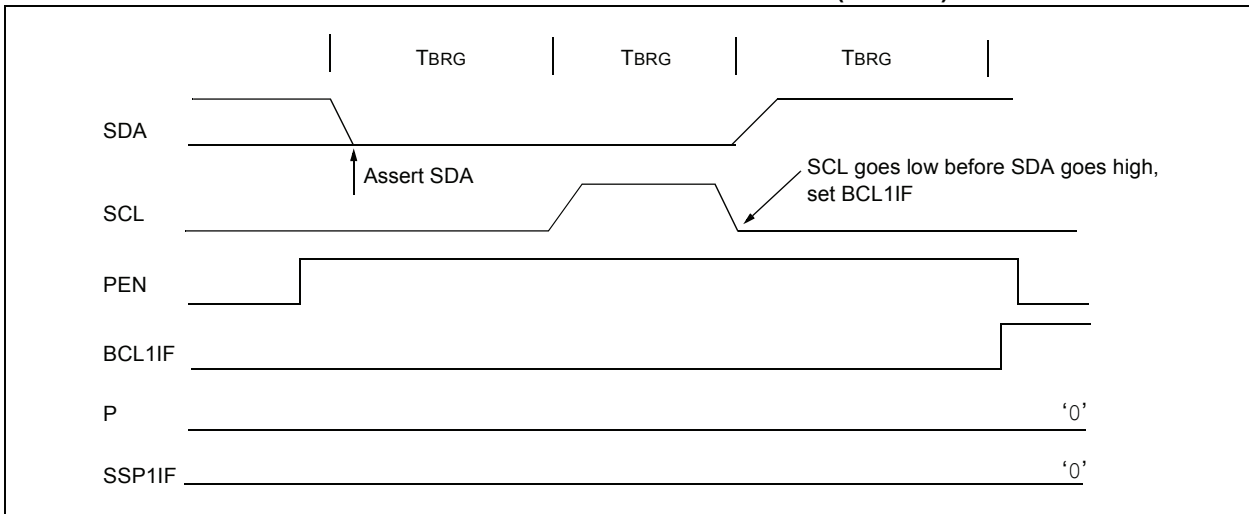 TBRG TBRG TBRG
SDA
Assert SDA
SCL goes low before SDA goes high,
set BCL1IF
SCL
PEN
BCL1IF
P
‘0’
SSP1IF
‘0’